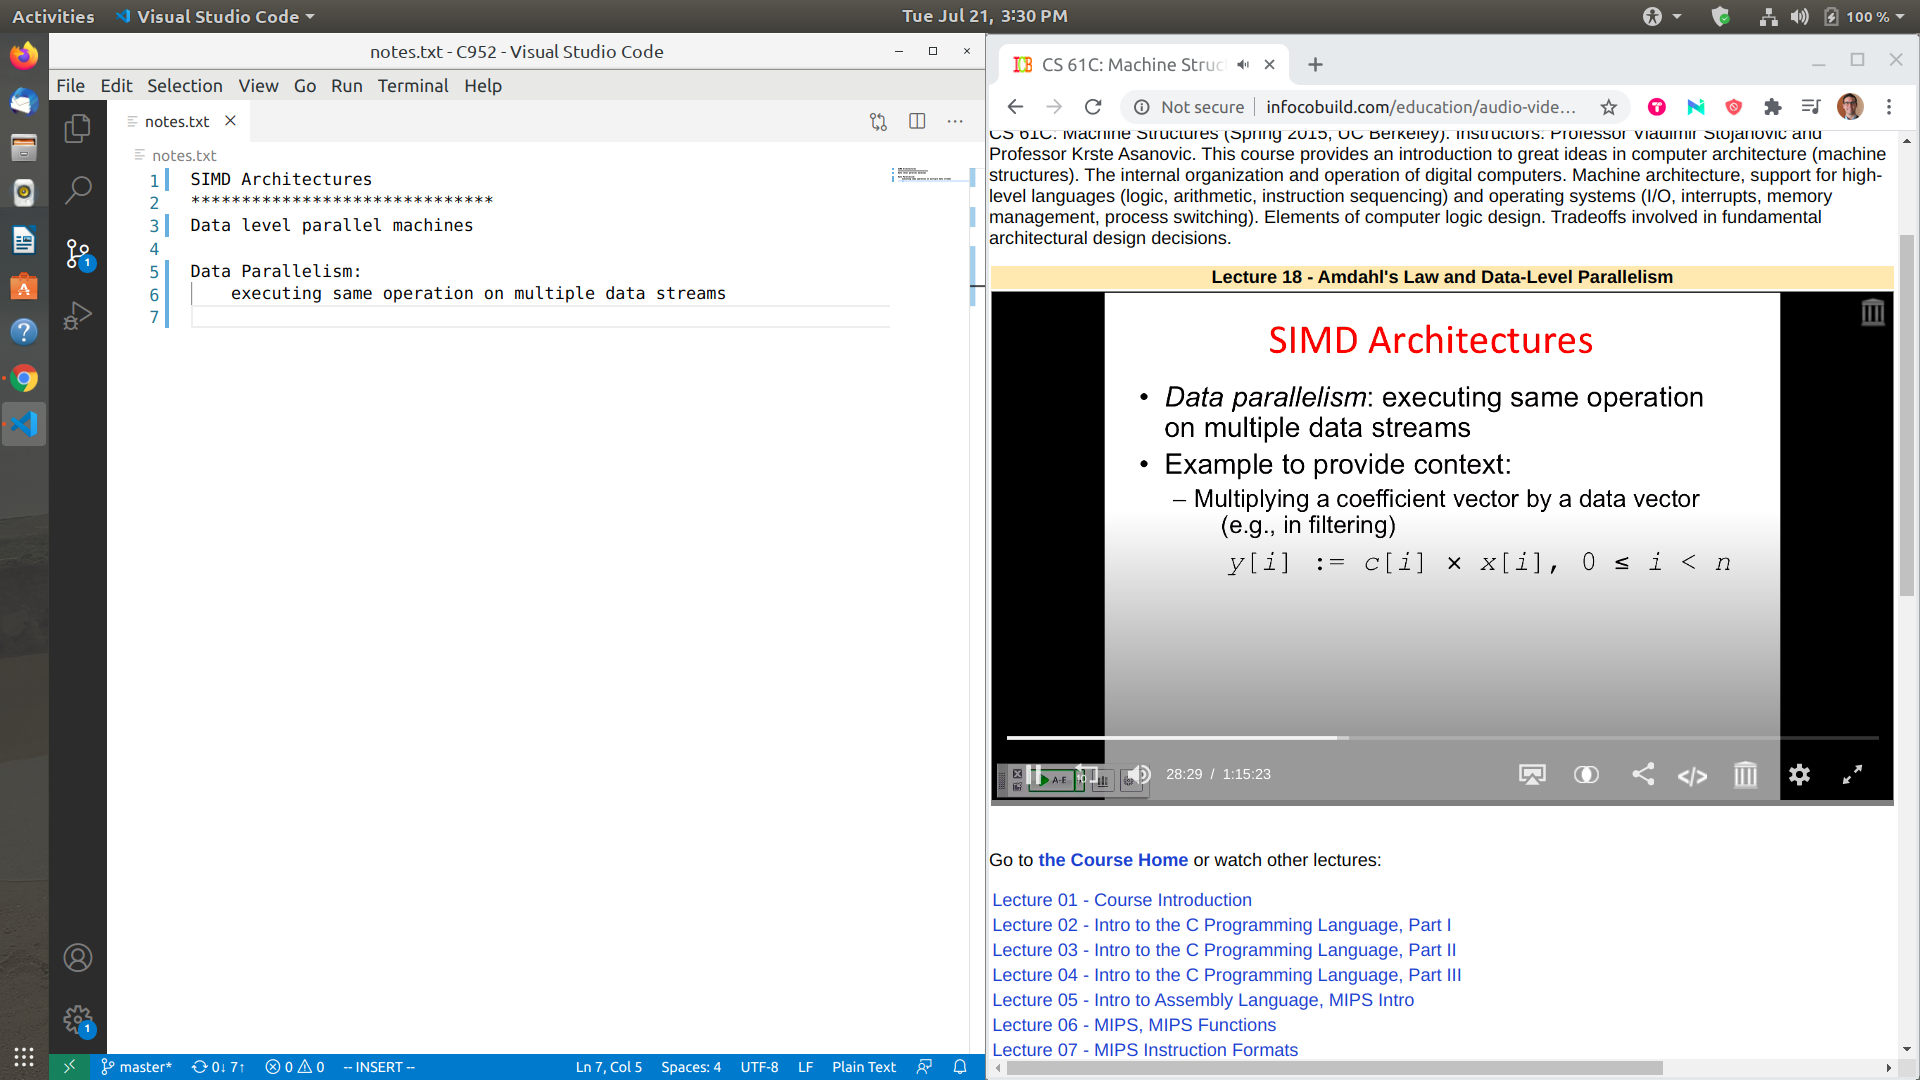 Activities
Visual Studio Code
Tue Jul 21, 3:30 PM
100 %
notes.txt - C952 - Visual Studio Code
File Edit Selection View Go Run Terminal Help
notes.txt
notes.txt
1 SIMD Architectures
2 ******************************
3 Data level parallel machines
4
5 Data Parallelism:
6 executing same operation on multiple data streams
7
1
1
master* 0↓ 7↑ 0 0 -- INSERT --
Ln 7, Col 5 Spaces: 4 UTF-8 LF Plain Text
CS 61C: Machine Struc
Not secure infocobuild.com/education/audio-vide...
CS 61C: Machine Structures (Spring 2015, UC Berkeley). Instructors: Professor Vladimir Stojanovic and
Professor Krste Asanovic. This course provides an introduction to great ideas in computer architecture (machine
structures). The internal organization and operation of digital computers. Machine architecture, support for high-
level languages (logic, arithmetic, instruction sequencing) and operating systems (I/O, interrupts, memory
management, process switching). Elements of computer logic design. Tradeoffs involved in fundamental
architectural design decisions.
Lecture 18 - Amdahl's Law and Data-Level Parallelism
SIMD Architectures
• Data parallelism: executing same operation
on multiple data streams
• Example to provide context:
– Multiplying a coefficient vector by a data vector
(e.g., in filtering)
y[i] := c[i] × x[i], 0 ≤ i < n
A-E
28:29 / 1:15:23
Go to the Course Home or watch other lectures:
Lecture 01 - Course Introduction
Lecture 02 - Intro to the C Programming Language, Part I
Lecture 03 - Intro to the C Programming Language, Part II
Lecture 04 - Intro to the C Programming Language, Part III
Lecture 05 - Intro to Assembly Language, MIPS Intro
Lecture 06 - MIPS, MIPS Functions
Lecture 07 - MIPS Instruction Formats